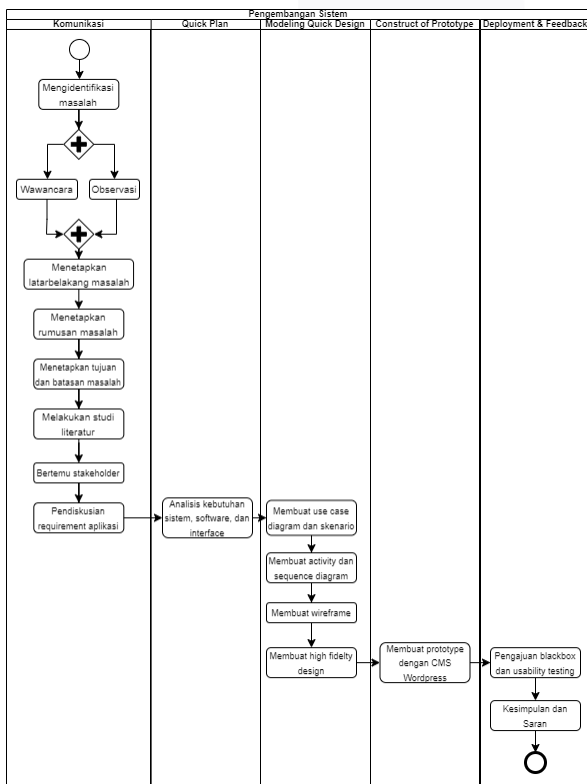 Pengembangan Sistem
Komunikasi
Quick Plan
Modeling Quick Design
Construct of Prototype
Deployment & Feedback
Mengidentifikasi
masalah
Wawancara
Observasi
Menetapkan
latarbelakang masalah
Menetapkan
rumusan masalah
Menetapkan tujuan
dan batasan masalah
Melakukan studi
literatur
Bertemu stakeholder
Pendiskusian
requirement aplikasi
Analisis kebutuhan
sistem, software, dan
interface
Membuat use case
diagram dan skenario
Membuat activity dan
sequence diagram
Membuat wireframe
Membuat high fidelty
design
Membuat prototype
dengan CMS
Wordpress
Pengajuan blackbox
dan usability testing
Kesimpulan dan
Saran